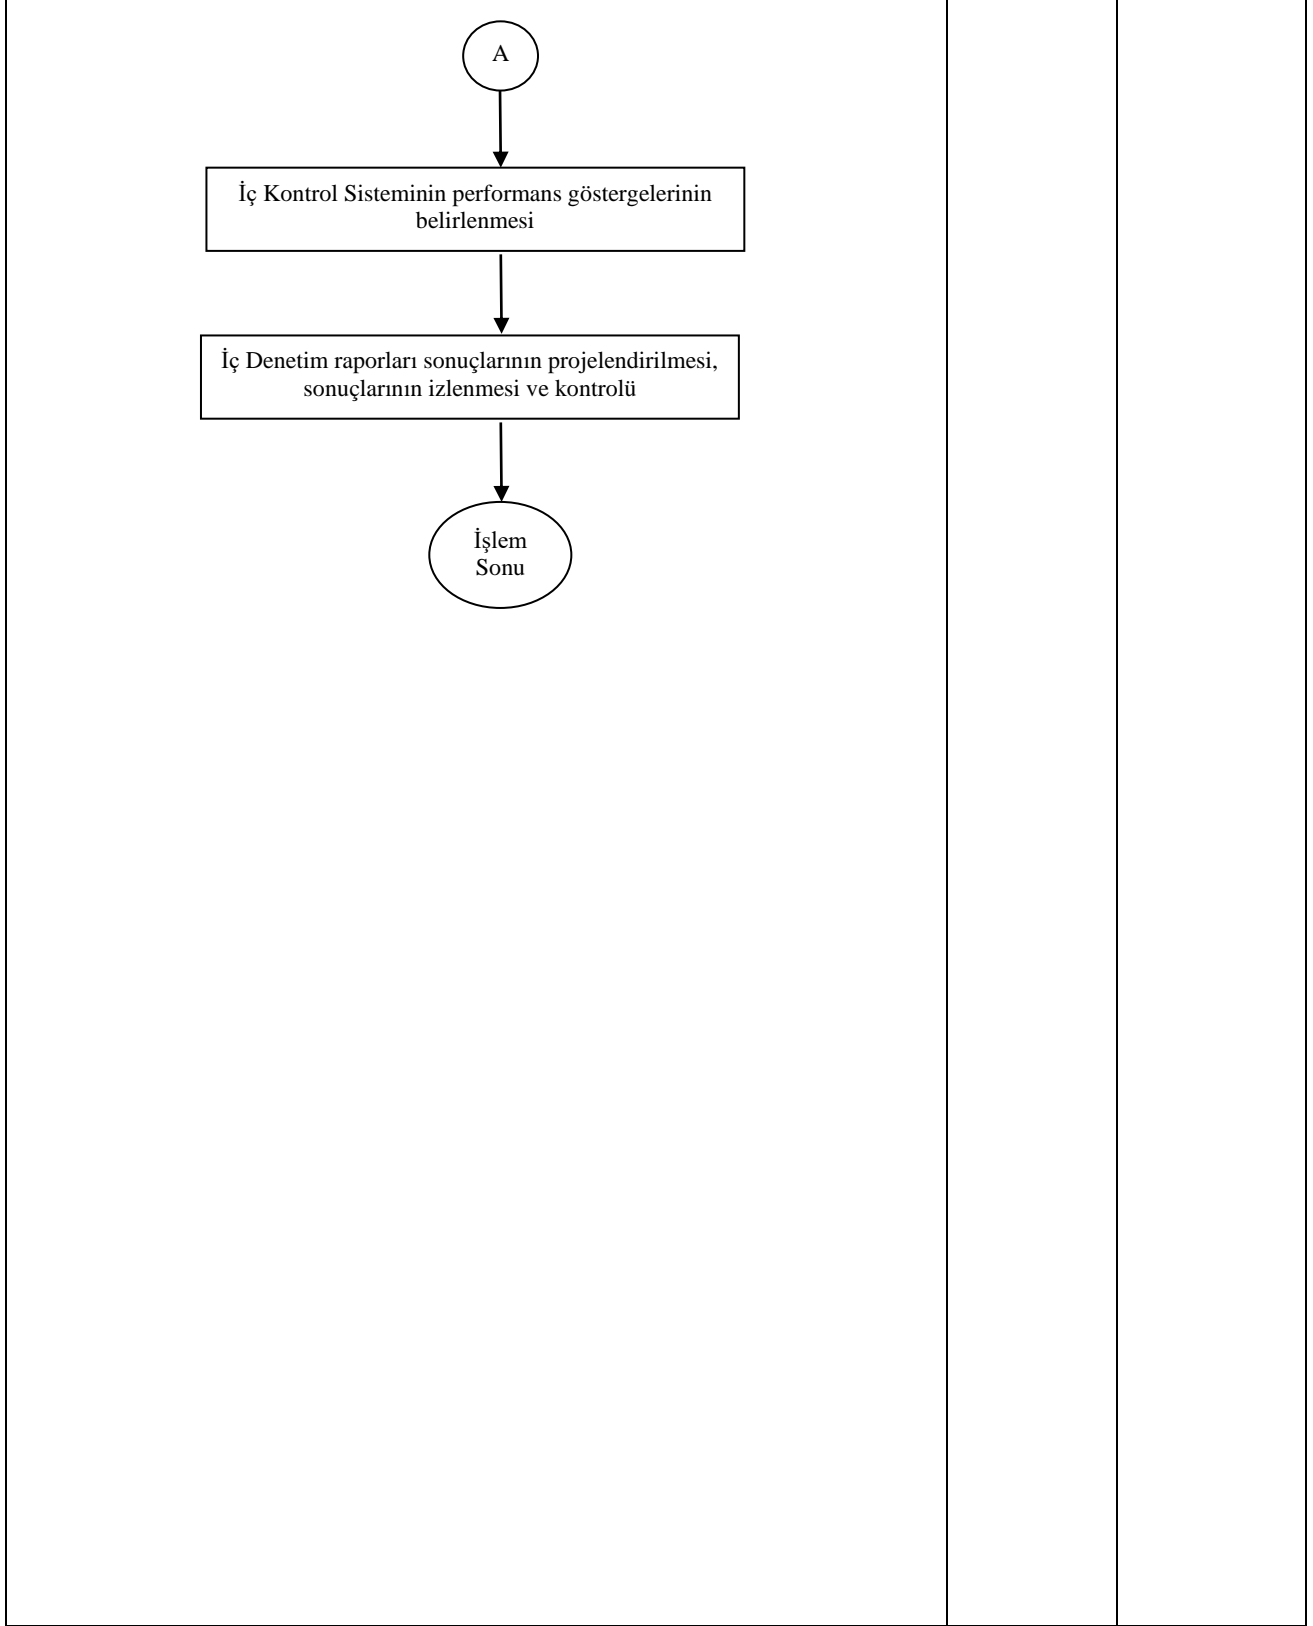 A
İç Kontrol Sisteminin performans göstergelerinin
belirlenmesi
İç Denetim raporları sonuçlarının projelendirilmesi,
sonuçlarının izlenmesi ve kontrolü
İşlem
Sonu